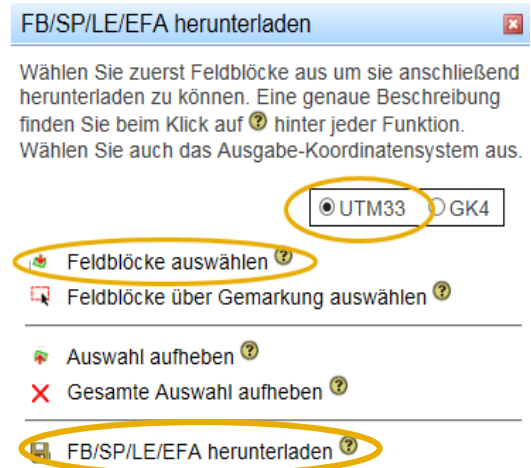 FB/SP/LE/EFA herunterladen
Wählen Sie zuerst Feldblöcke aus um sie anschließend
herunterladen zu können. Eine genaue Beschreibung
finden Sie beim Klick auf ? hinter jeder Funktion.
Wählen Sie auch das Ausgabe-Koordinatensystem aus.
UTM33 GK4
Feldblöcke auswählen ?
Feldblöcke über Gemarkung auswählen ?
Auswahl aufheben ?
Gesamte Auswahl aufheben ?
FB/SP/LE/EFA herunterladen ?